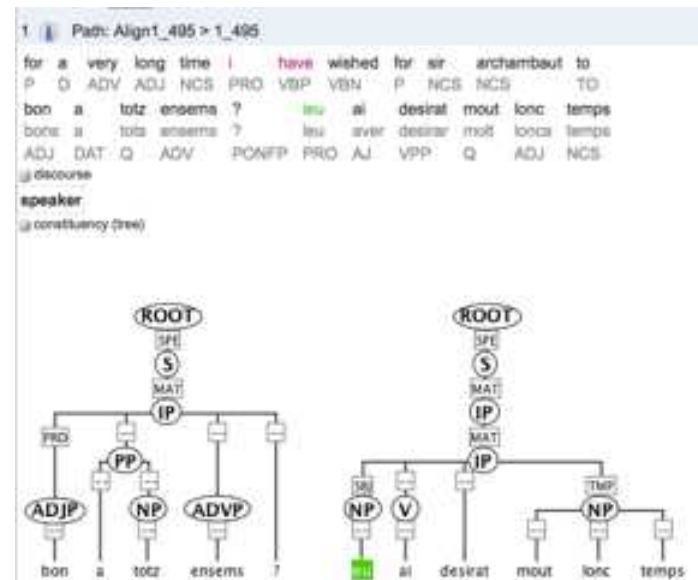 1 Path: Align1_495 > 1_495
for a very long time i have wished for sir archambaut to
P D ADV ADJ NCS PRO VBP VBN P NCS NCS TO
bon a totz ensems ? ieu ai desirat mout lonc temps
bons a totz ensems ? ieu aver desirar molt lonca temps
ADJ DAT Q ADV PONFP PRO AJ VPP Q ADJ NCS
discourse
speaker
constituency (tree)
ROOT ROOT
SPE SPE
S S
MAT MAT
IP IP
PRD MAT
PP IP
SBJ TMP
ADJP NP ADVP NP V NP
bon a totz ensems ? ieu ai desirat mout lonc temps